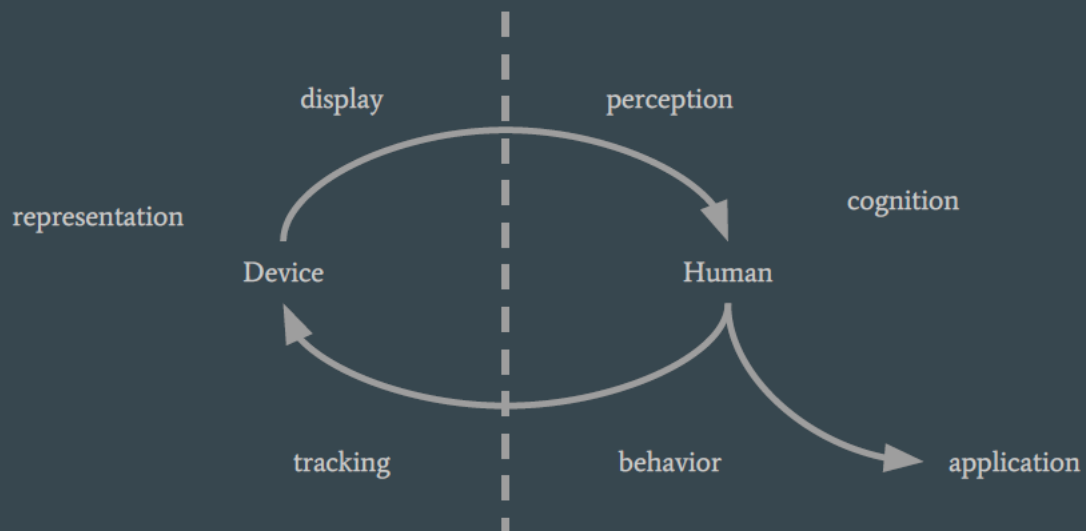 display
perception
representation
cognition
Device
Human
tracking
behavior
application